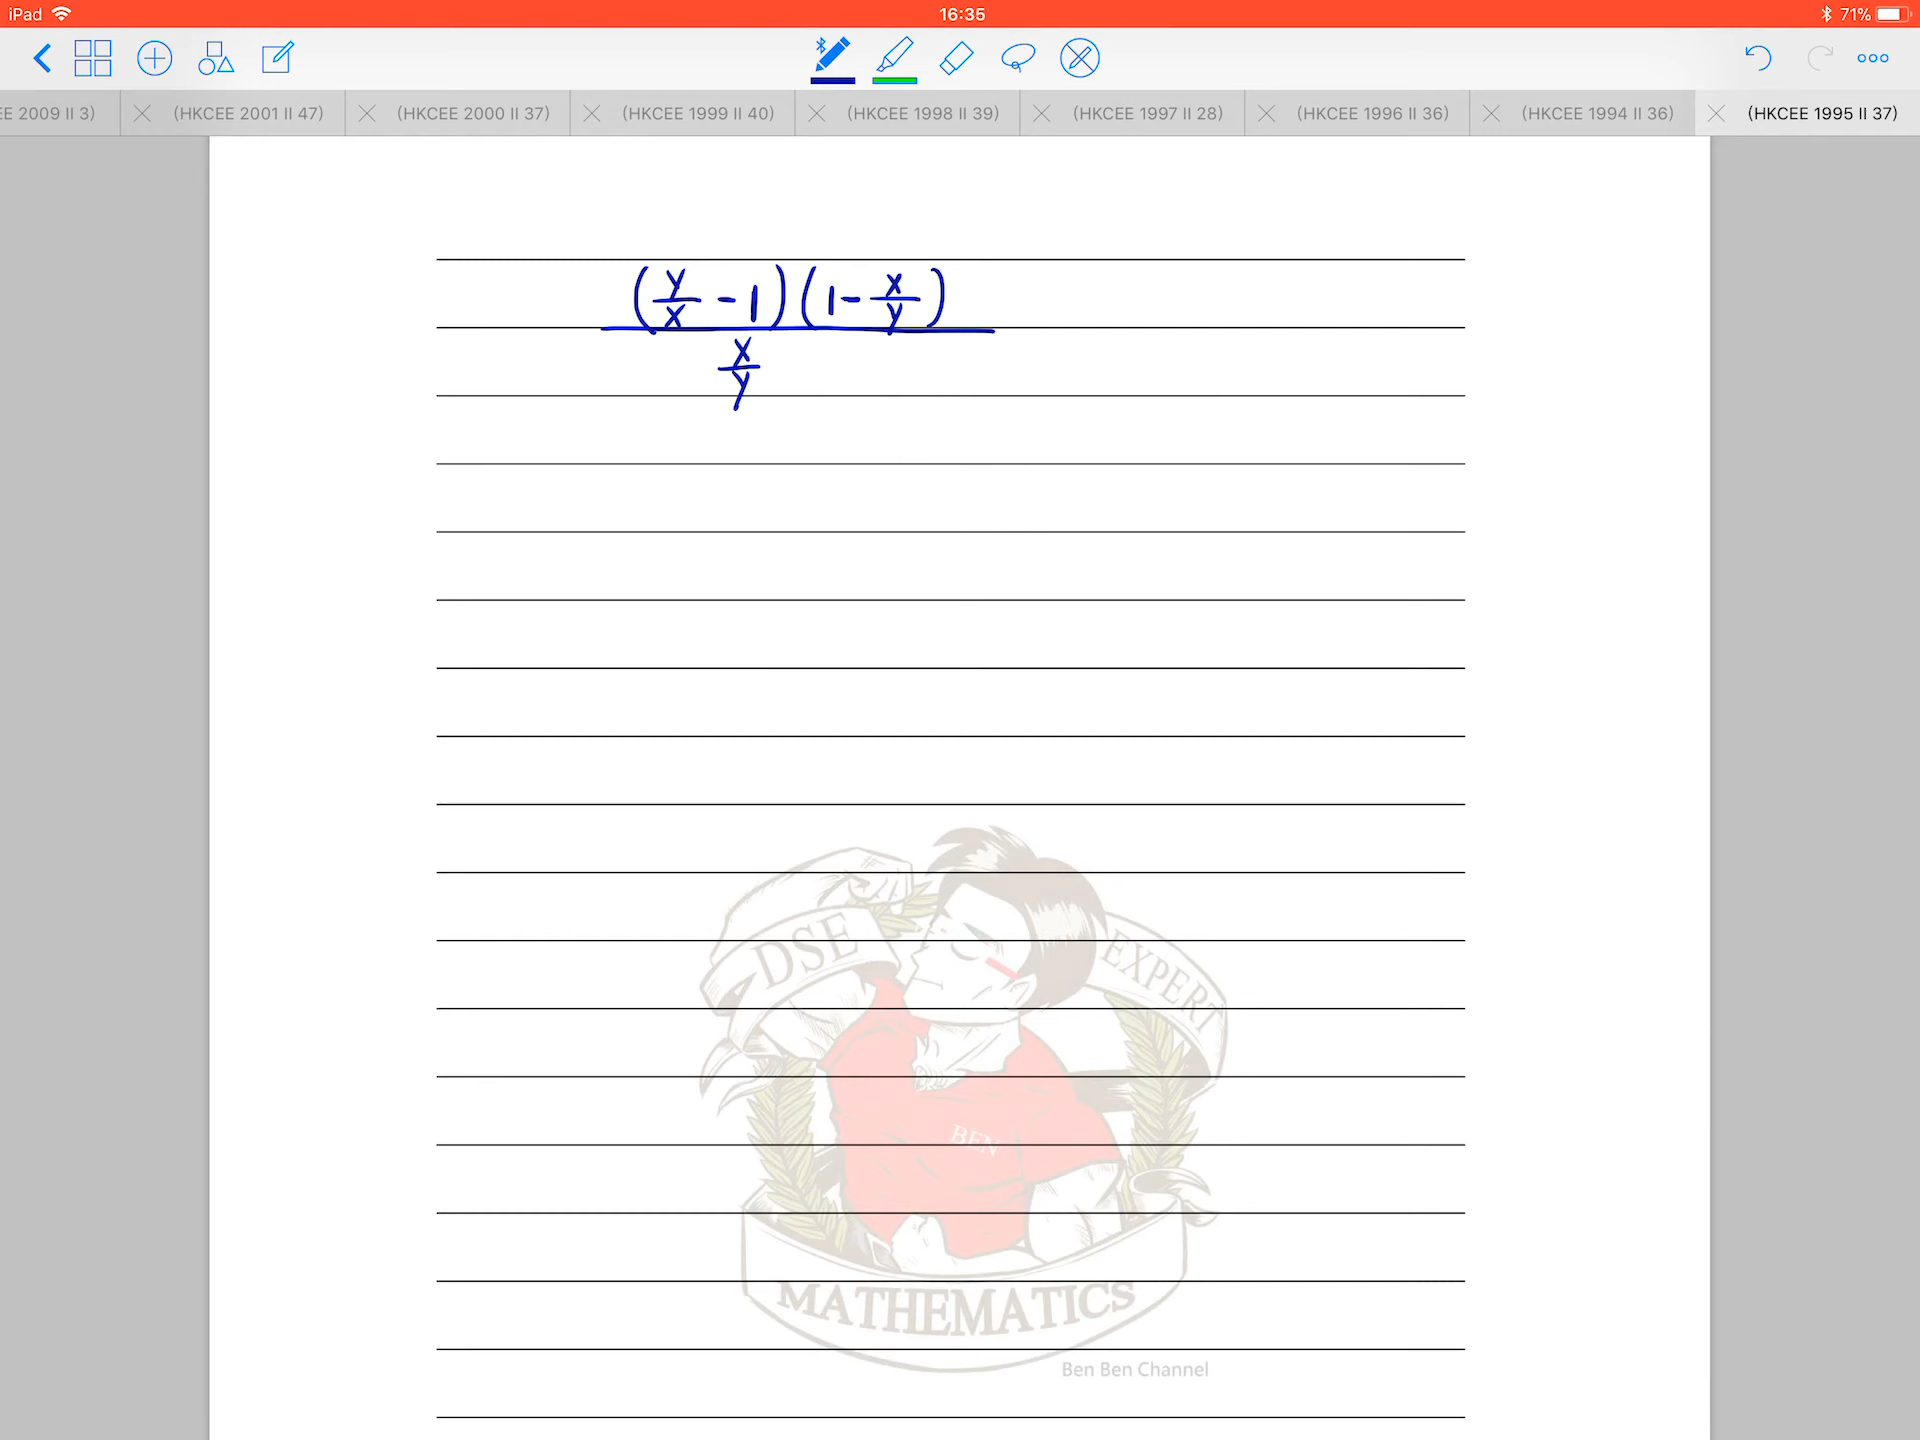 iPad 16:35 71%
E 2009 II 3) (HKCEE 2001 II 47) (HKCEE 2000 II 37) (HKCEE 1999 II 40) (HKCEE 1998 II 39) (HKCEE 1997 II 28) (HKCEE 1996 II 36) (HKCEE 1994 II 36) (HKCEE 1995 II 37)
(y/x - 1)(1 - x/y)
x/y
DSE EXPERT
BEN
MATHEMATICS
Ben Ben Channel